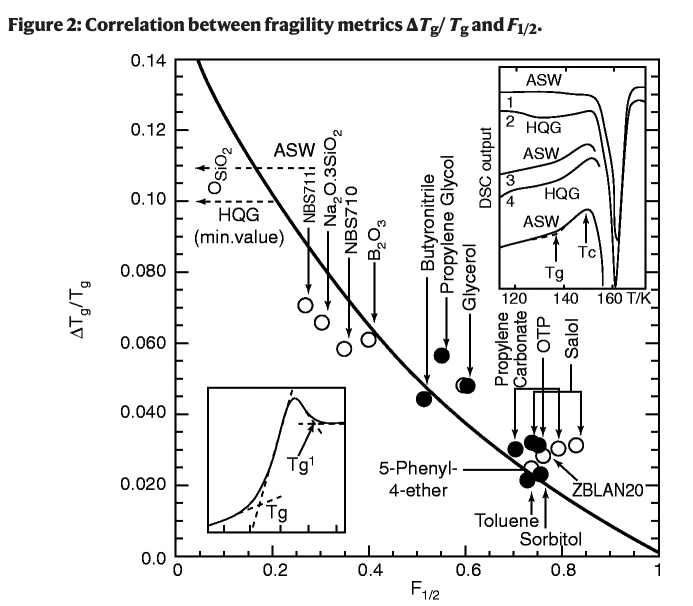 Figure 2: Correlation between fragility metrics ΔTg/ Tg and F1/2.
0.14
0.12
0.10
0.080
0.060
0.040
0.020
0.0
ΔTg/Tg
0
0.2
0.4
0.6
0.8
1
F1/2
OSiO2
ASW
HQG
(min.value)
NBS711
Na2O.3SiO2
NBS710
B2O3
Butyronitrile
Propylene Glycol
Glycerol
Propylene
Carbonate
OTP
Salol
5-Phenyl-
4-ether
ZBLAN20
Toluene
Sorbitol
Tg1
Tg
DSC output
ASW
1
2
HQG
ASW
3
4
HQG
ASW
Tg
Tc
120
140
160
T/K